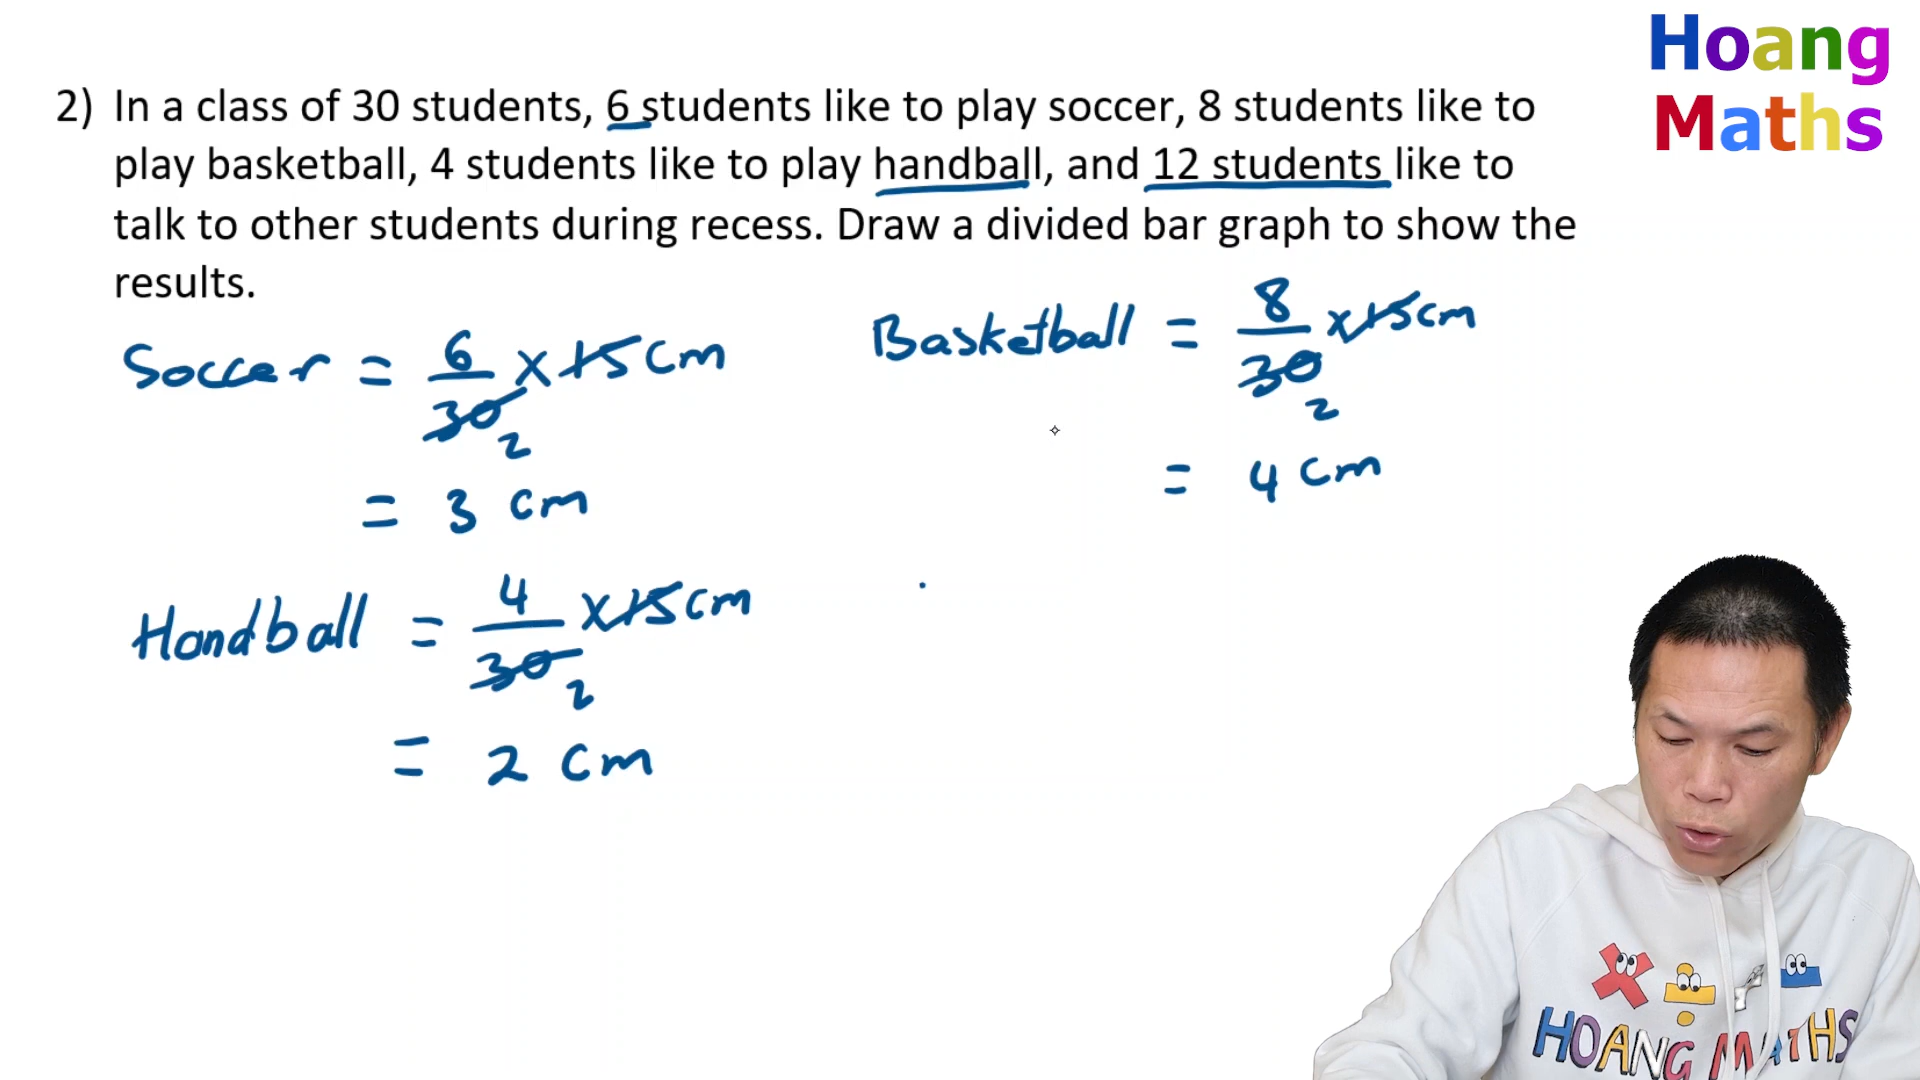 Hoang
Maths
2) In a class of 30 students, 6 students like to play soccer, 8 students like to
play basketball, 4 students like to play handball, and 12 students like to
talk to other students during recess. Draw a divided bar graph to show the
results.
Soccer = 6/30 x 15 cm
2
= 3 cm
Basketball = 8/30 x 15 cm
2
= 4 cm
Handball = 4/30 x 15 cm
2
= 2 cm
HOANG MATHS